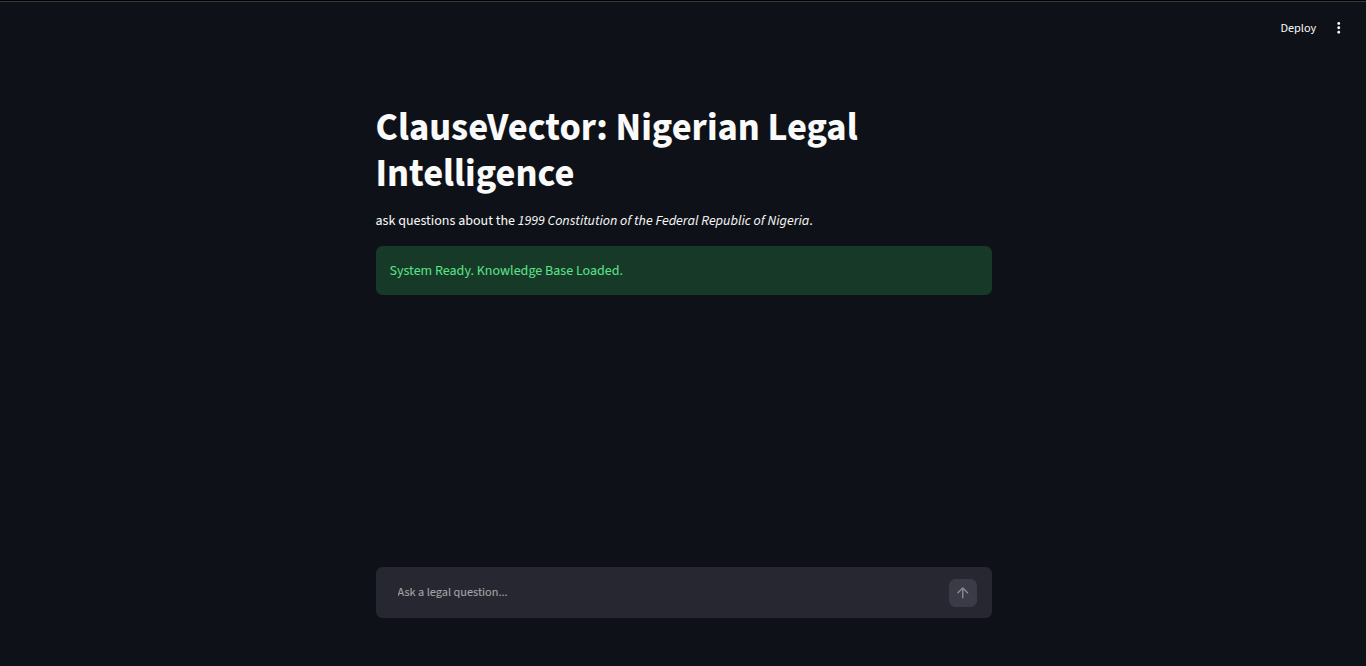 Deploy
ClauseVector: Nigerian Legal
Intelligence
ask questions about the 1999 Constitution of the Federal Republic of Nigeria.
System Ready. Knowledge Base Loaded.
Ask a legal question...